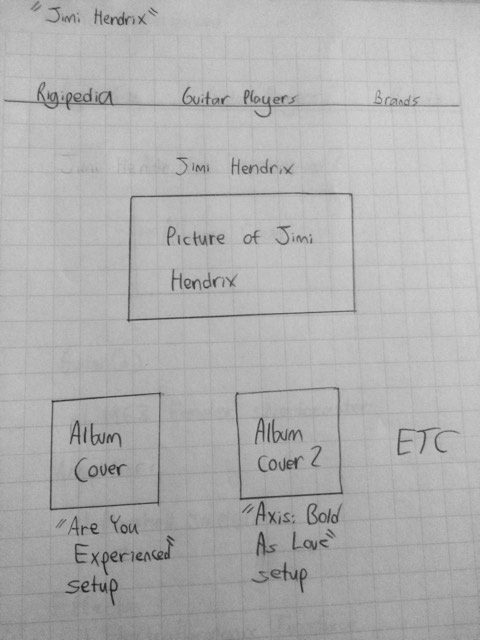 "Jimi Hendrix"
Rigipedia Guitar Players Brands
Jimi Hendrix
Picture of Jimi
Hendrix
Album
Cover
Album
Cover 2
ETC
"Are You
Experienced"
setup
"Axis: Bold
As Love"
setup